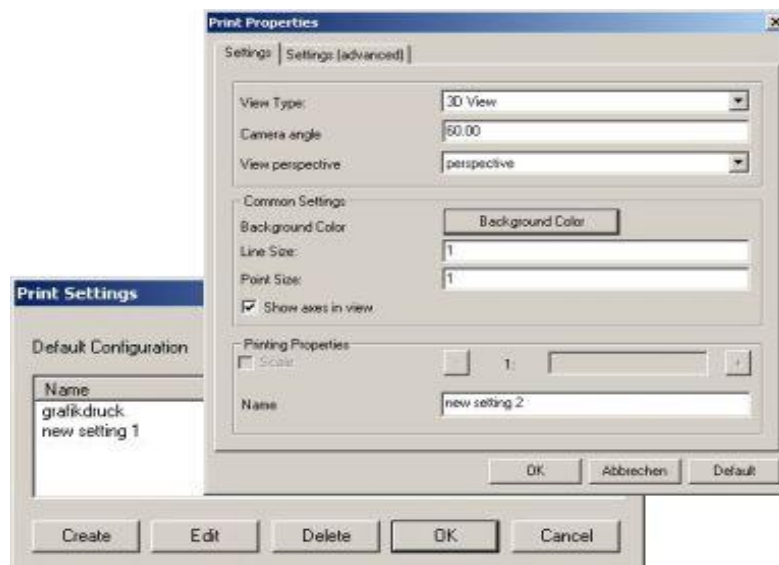 Print Properties
Settings Settings (advanced)
View Type: 3D View
Camera angle 60.00
View perspective perspective
Common Settings
Background Color Background Color
Line Size: 1
Point Size: 1
Show axes in view
Printing Properties
Scale - 1: +
Name new setting 2
OK Abbrechen Default
Print Settings
Default Configuration
Name
grafikdruck
new setting 1
Create Edit Delete OK Cancel